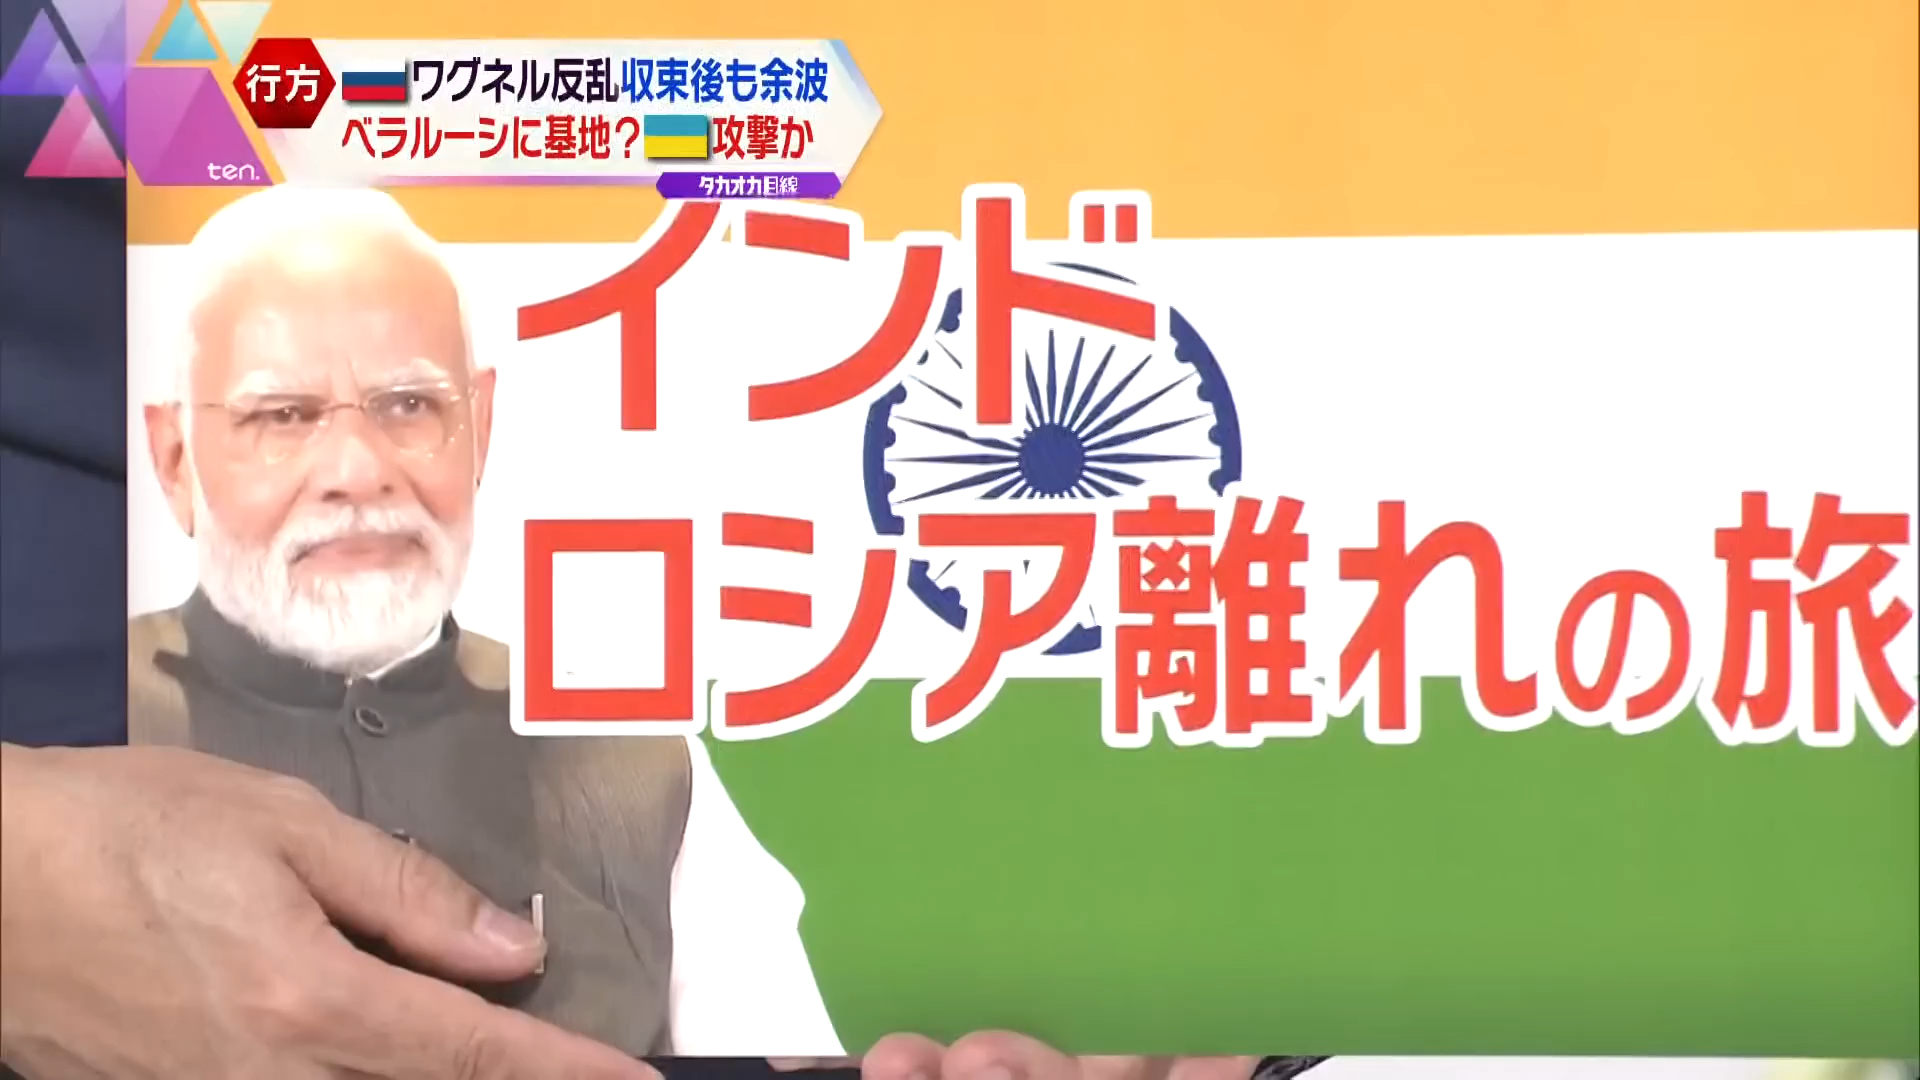 行方
ワグネル反乱収束後も余波
ベラルーシに基地?攻撃か
ten.
タカオカ目線
インド
ロシア離れの旅